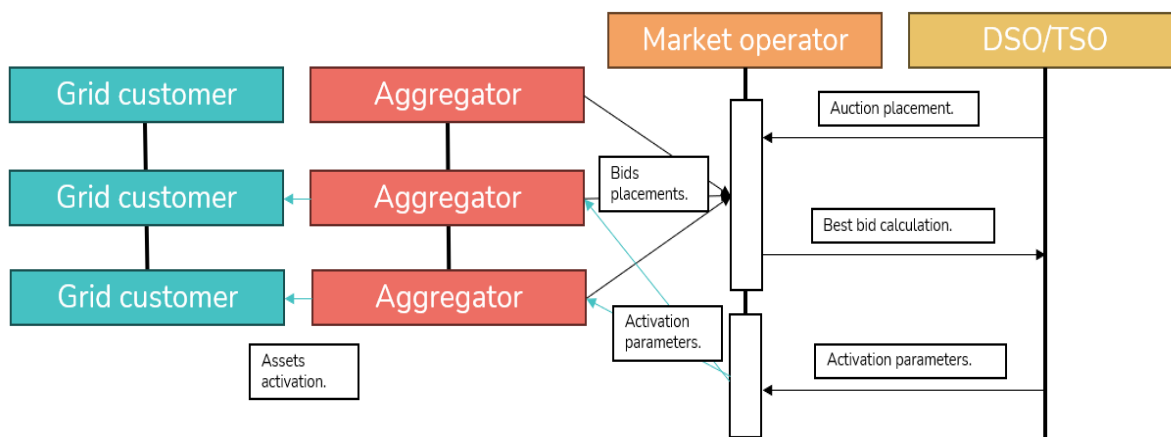 Market operator
DSO/TSO
Grid customer
Aggregator
Auction placement.
Grid customer
Aggregator
Bids
placements.
Best bid calculation.
Grid customer
Aggregator
Activation
parameters.
Assets
activation.
Activation parameters.